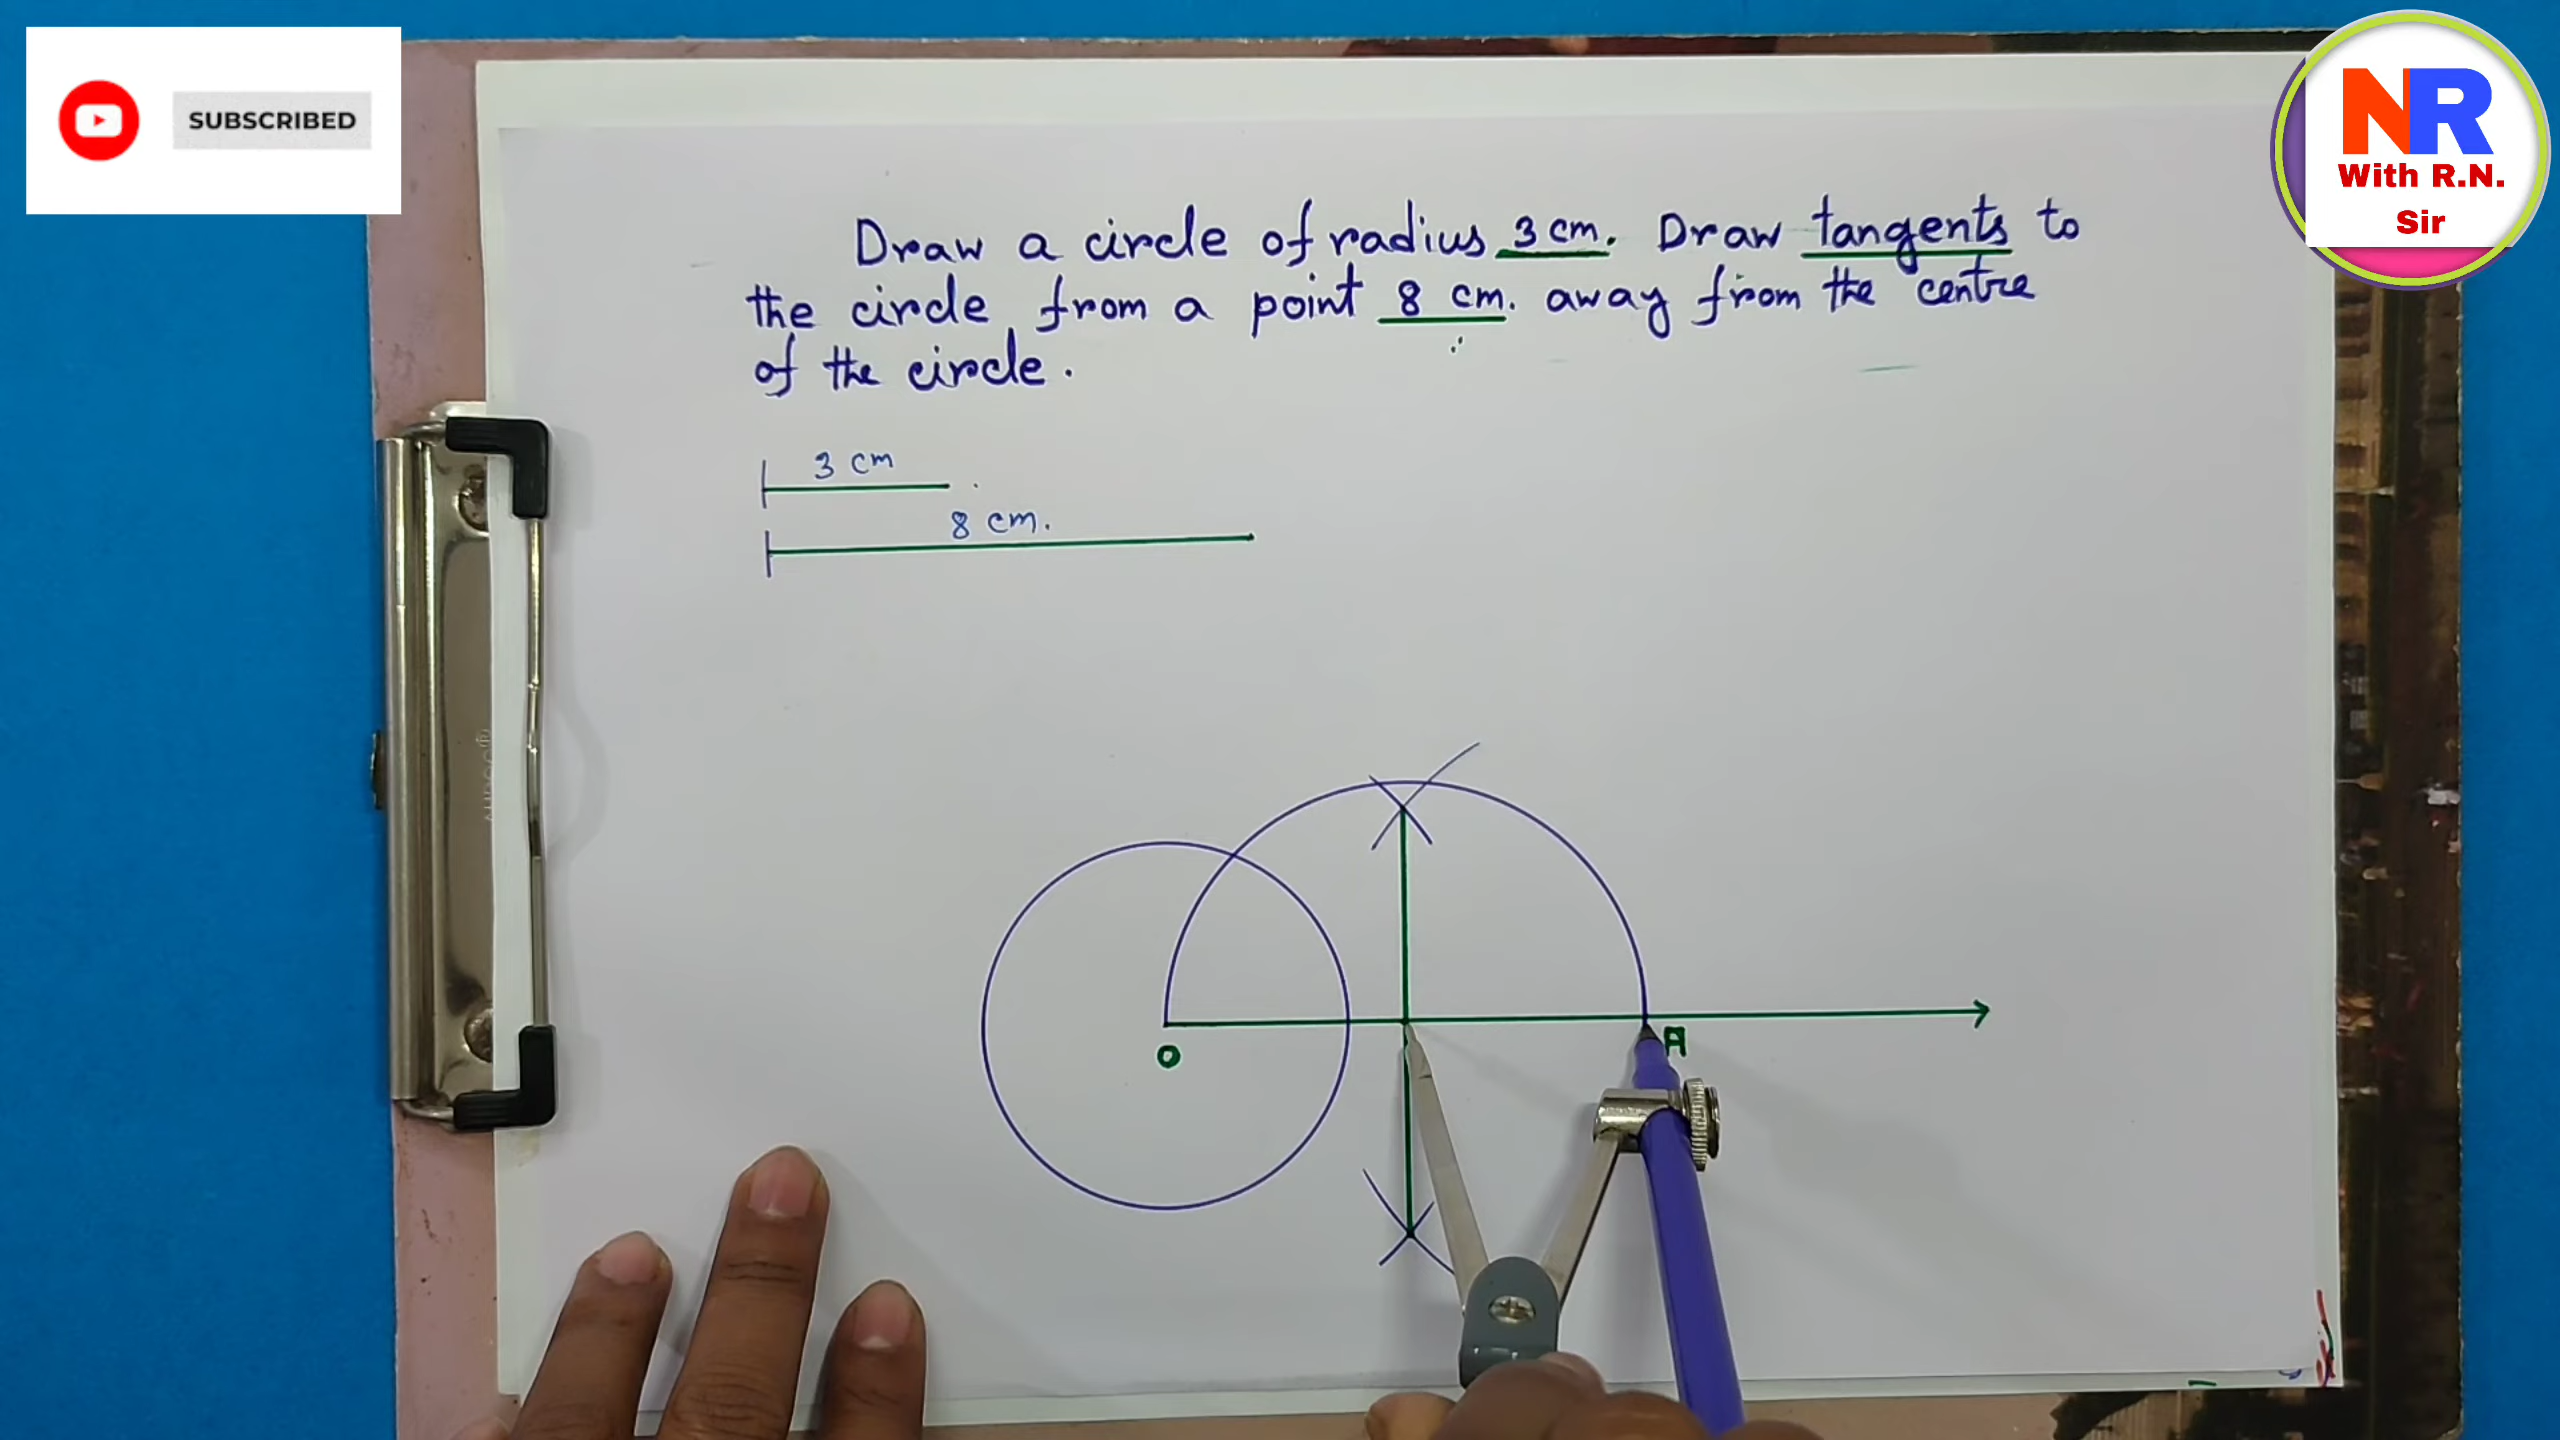 SUBSCRIBED
NR
With R.N.
Sir
Draw a circle of radius 3 cm. Draw tangents to
the circle from a point 8 cm. away from the centre
of the circle.
3 cm
8 cm.
O
A